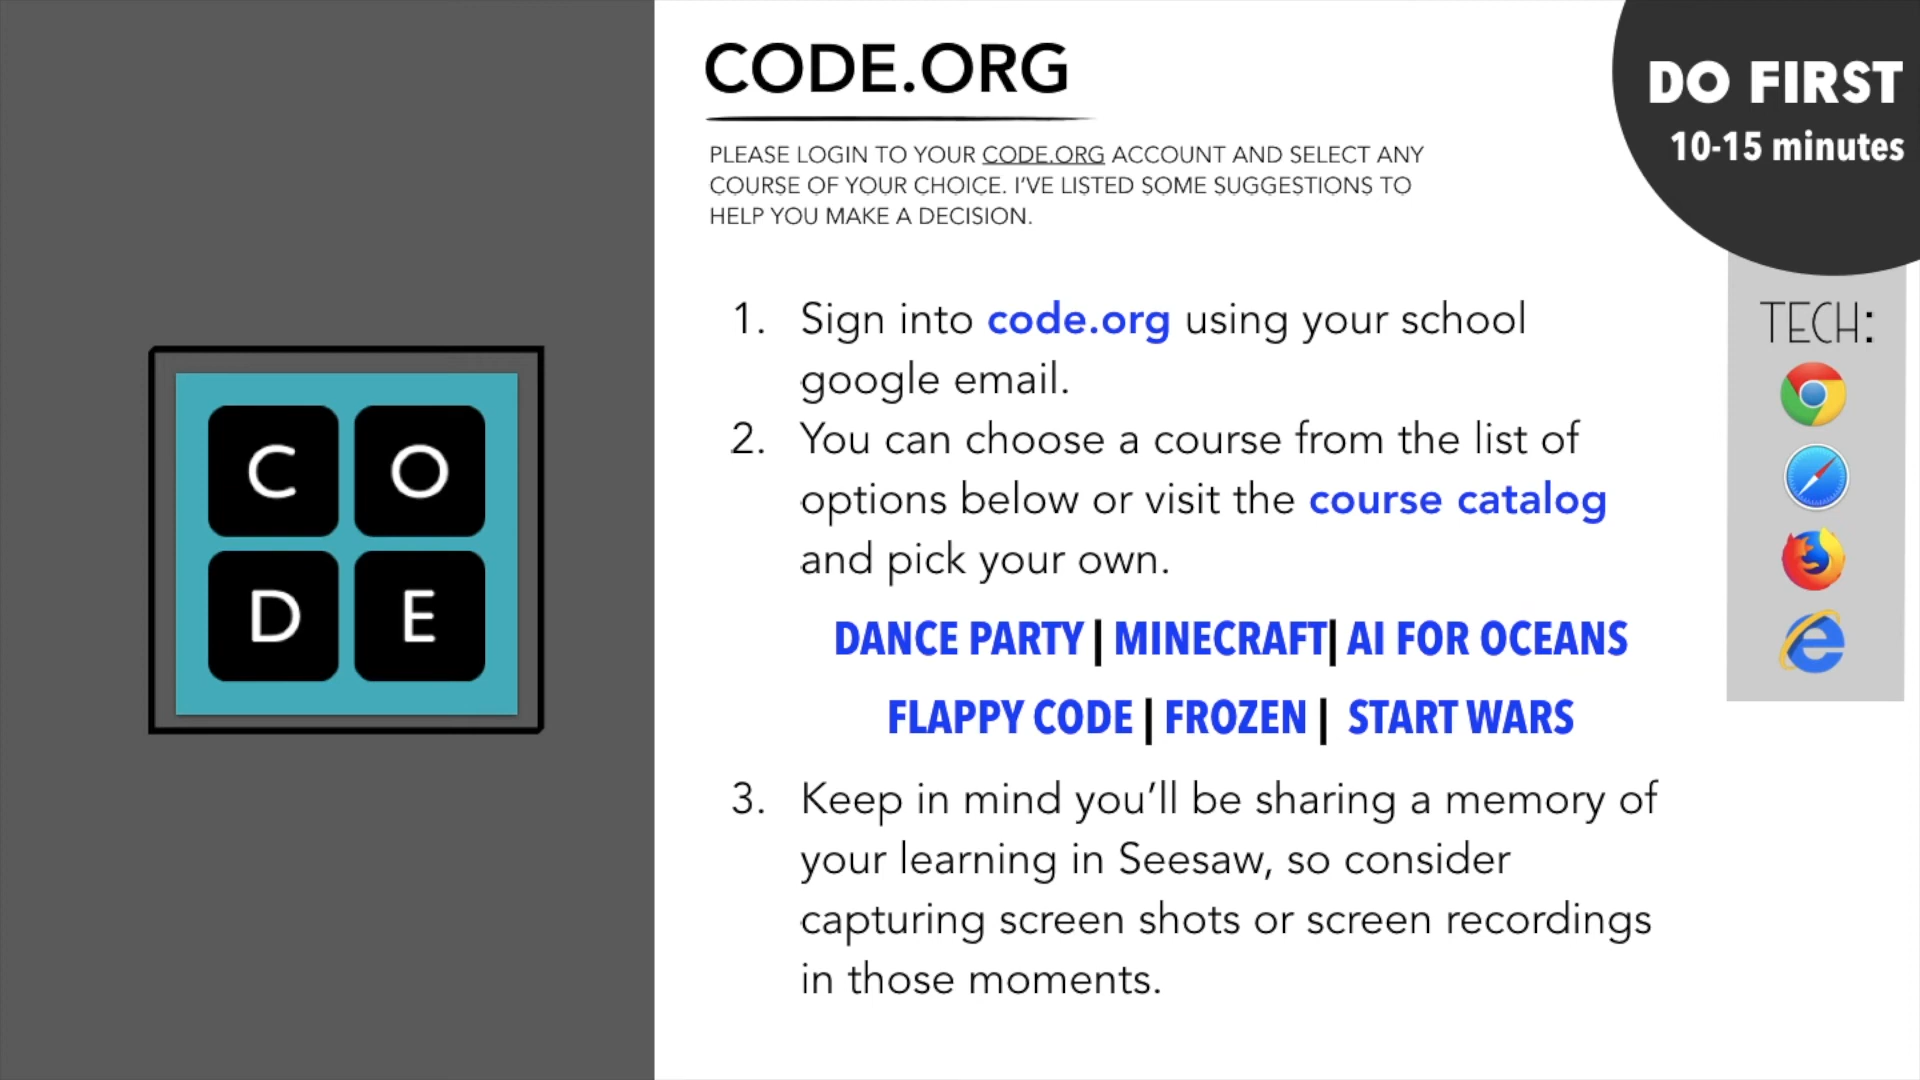 C O
D E
CODE.ORG
PLEASE LOGIN TO YOUR CODE.ORG ACCOUNT AND SELECT ANY
COURSE OF YOUR CHOICE. I'VE LISTED SOME SUGGESTIONS TO
HELP YOU MAKE A DECISION.
DO FIRST
10-15 minutes
1. Sign into code.org using your school
google email.
2. You can choose a course from the list of
options below or visit the course catalog
and pick your own.
DANCE PARTY | MINECRAFT| AI FOR OCEANS
FLAPPY CODE | FROZEN | START WARS
3. Keep in mind you'll be sharing a memory of
your learning in Seesaw, so consider
capturing screen shots or screen recordings
in those moments.
TECH: